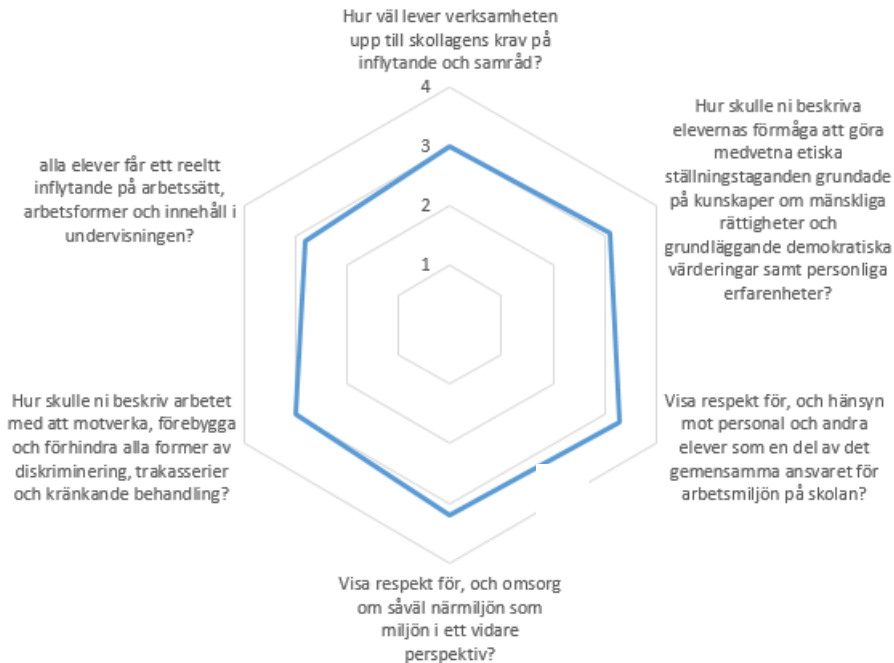 Hur väl lever verksamheten
upp till skollagens krav på
inflytande och samråd?
4
3
2
1
Hur skulle ni beskriva
elevernas förmåga att göra
medvetna etiska
ställningstaganden grundade
på kunskaper om mänskliga
rättigheter och
grundläggande demokratiska
värderingar samt personliga
erfarenheter?
Visa respekt för, och hänsyn
mot personal och andra
elever som en del av det
gemensamma ansvaret för
arbetsmiljön på skolan?
Visa respekt för, och omsorg
om såväl närmiljön som
miljön i ett vidare
perspektiv?
Hur skulle ni beskriv arbetet
med att motverka, förebygga
och förhindra alla former av
diskriminering, trakasserier
och kränkande behandling?
alla elever får ett reeltt
inflytande på arbetssätt,
arbetsformer och innehåll i
undervisningen?